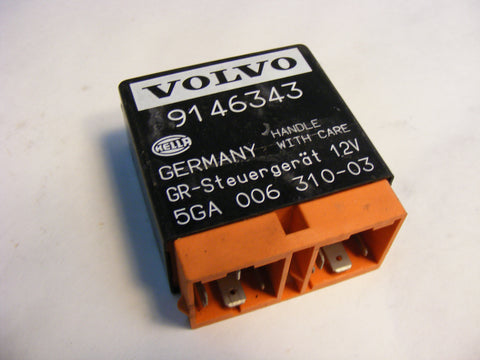 VOLVO
9146343
HELLA
GERMANY HANDLE WITH CARE
GR-Steuergerät 12V
5GA 006 310-03